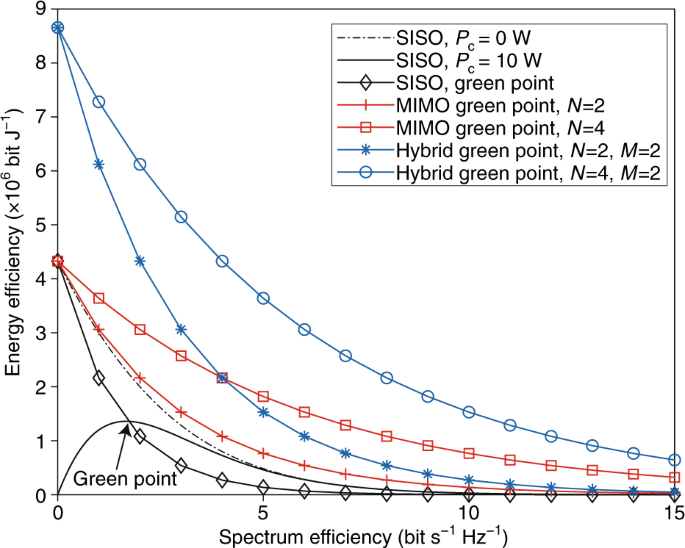 9
8
7
6
5
4
3
2
1
0
Energy efficiency (×10⁶ bit J⁻¹)
SISO, Pc = 0 W
SISO, Pc = 10 W
SISO, green point
MIMO green point, N=2
MIMO green point, N=4
Hybrid green point, N=2, M=2
Hybrid green point, N=4, M=2
Green point
0
5
10
15
Spectrum efficiency (bit s⁻¹ Hz⁻¹)